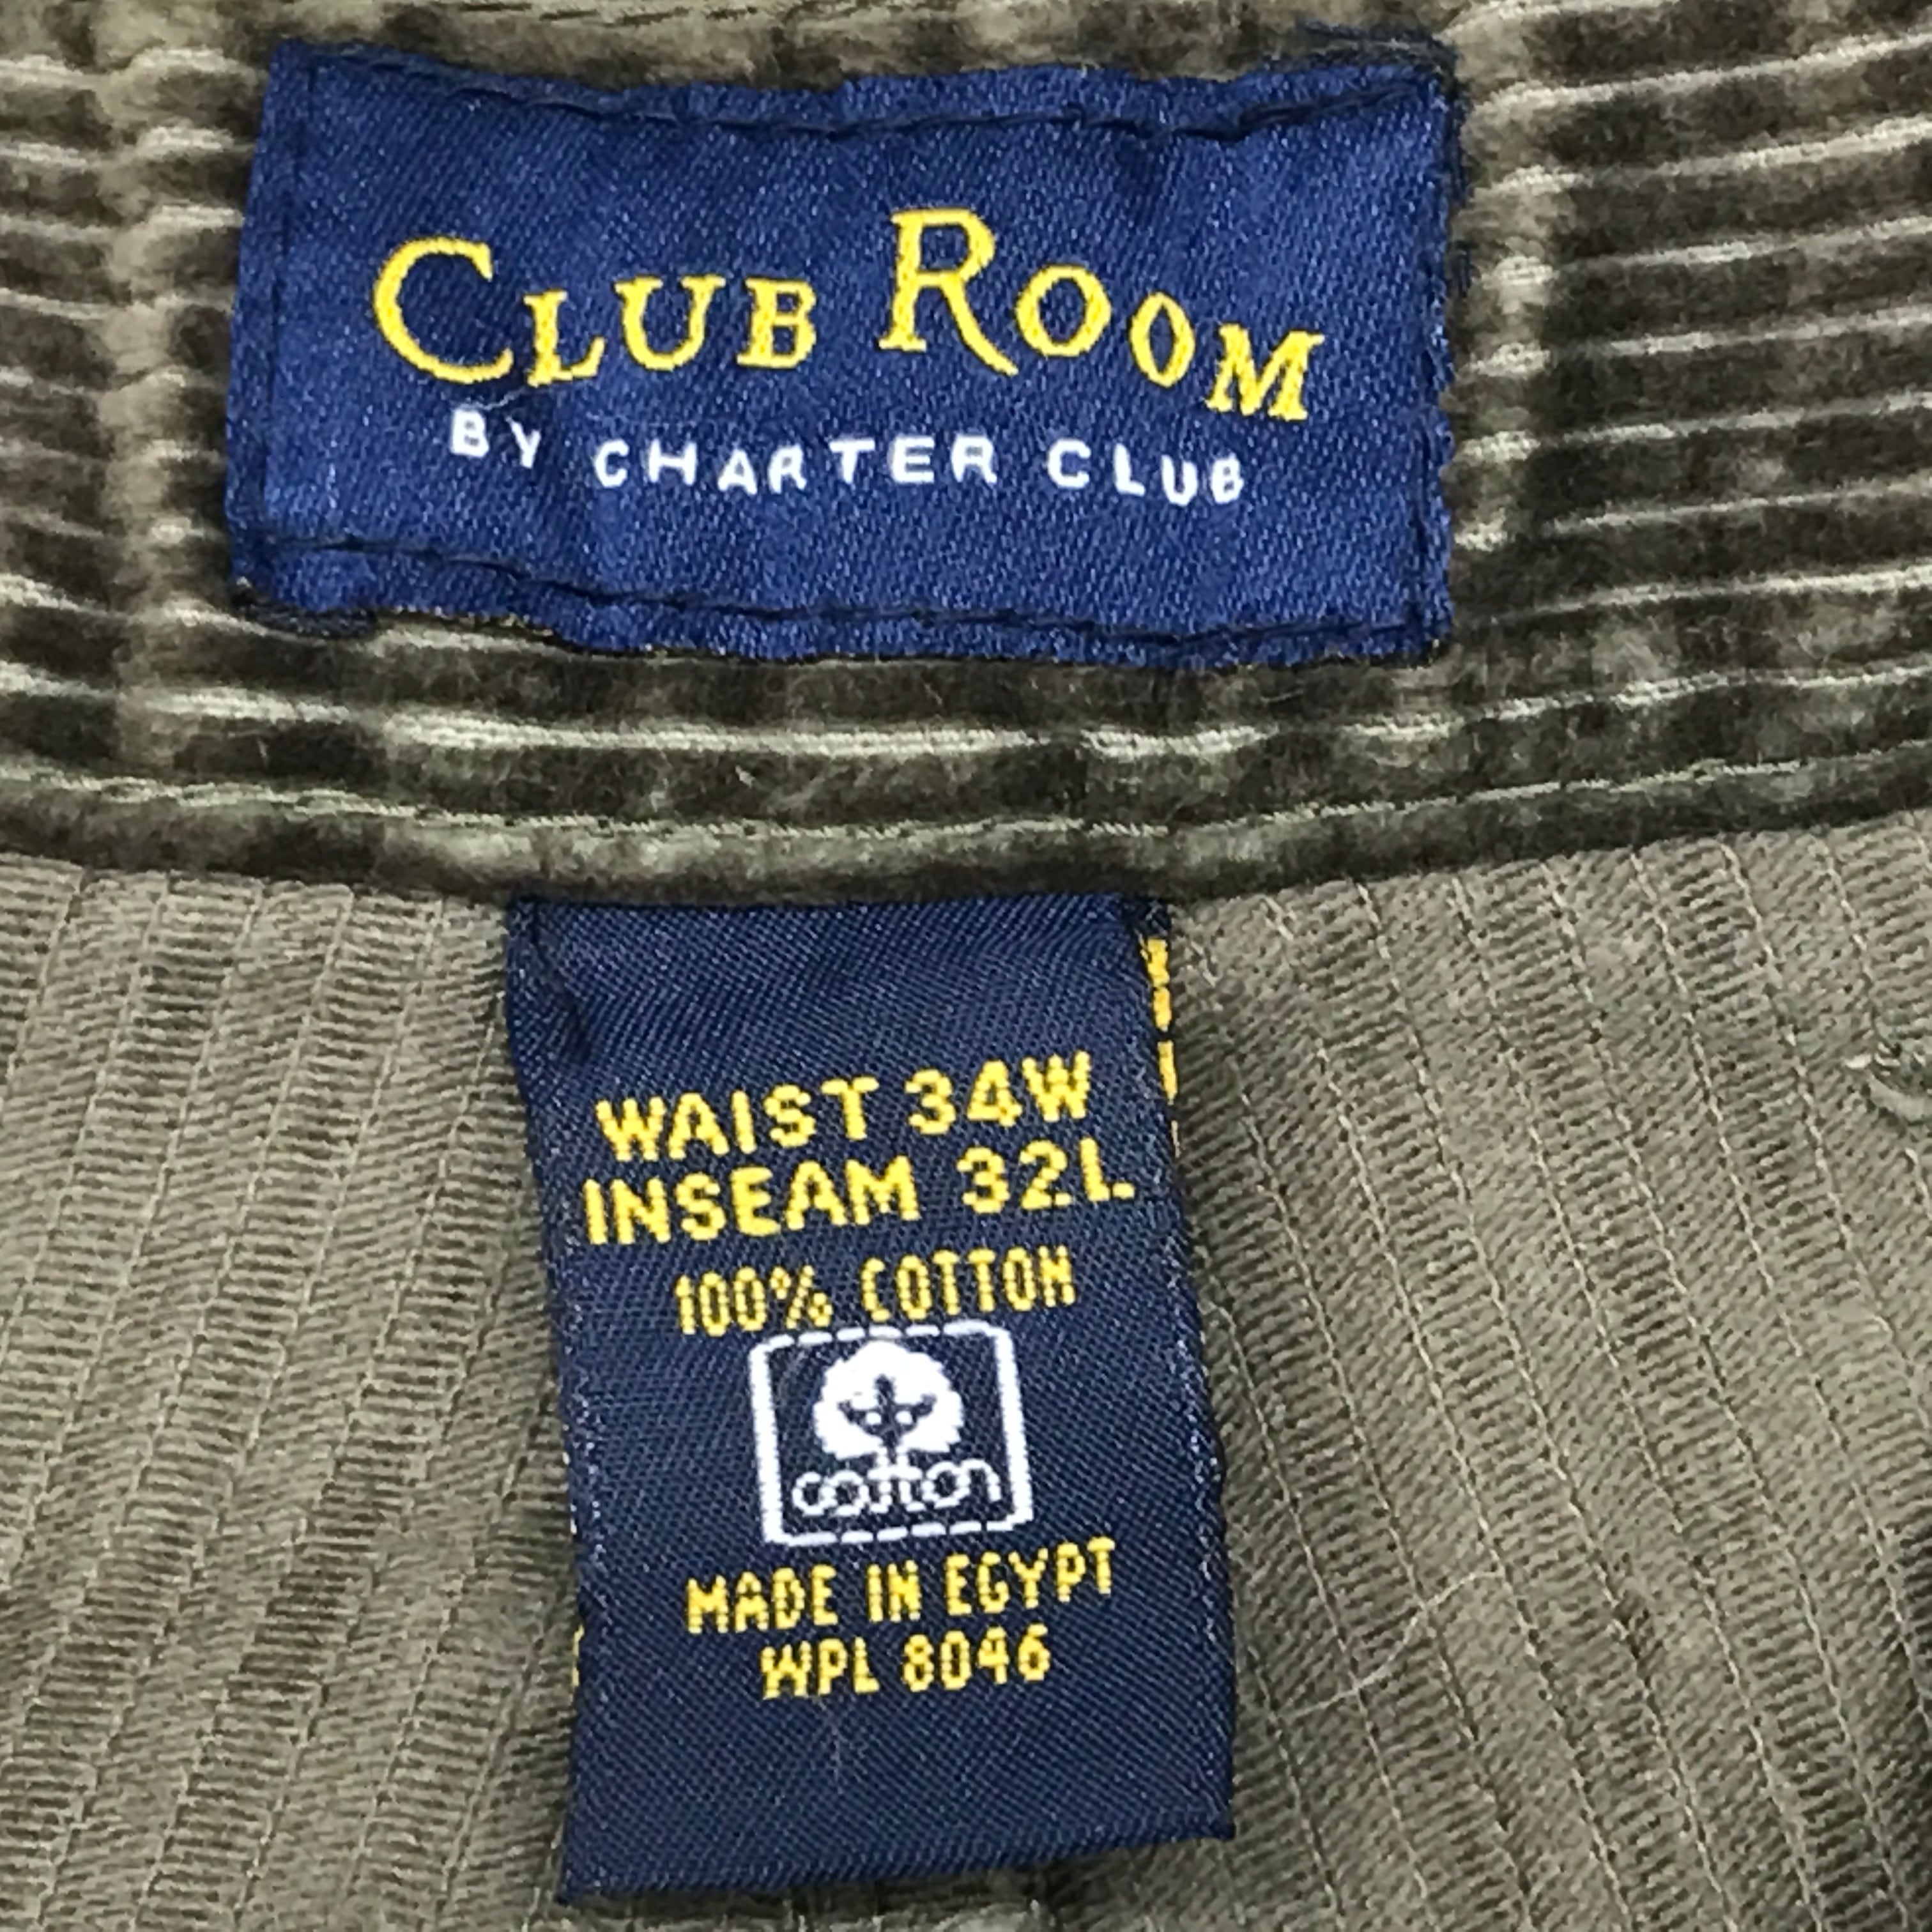 CLUB ROOM
BY CHARTER CLUB
WAIST 34W
INSEAM 32L
100% COTTON
cotton
MADE IN EGYPT
WPL 8046